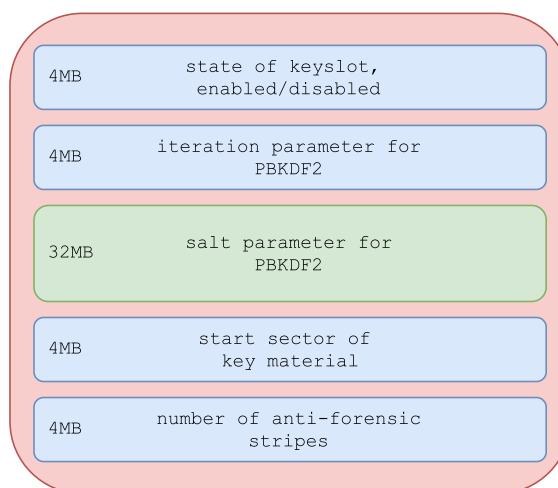 4MB
state of keyslot,
enabled/disabled
4MB
iteration parameter for
PBKDF2
32MB
salt parameter for
PBKDF2
4MB
start sector of
key material
4MB
number of anti-forensic
stripes